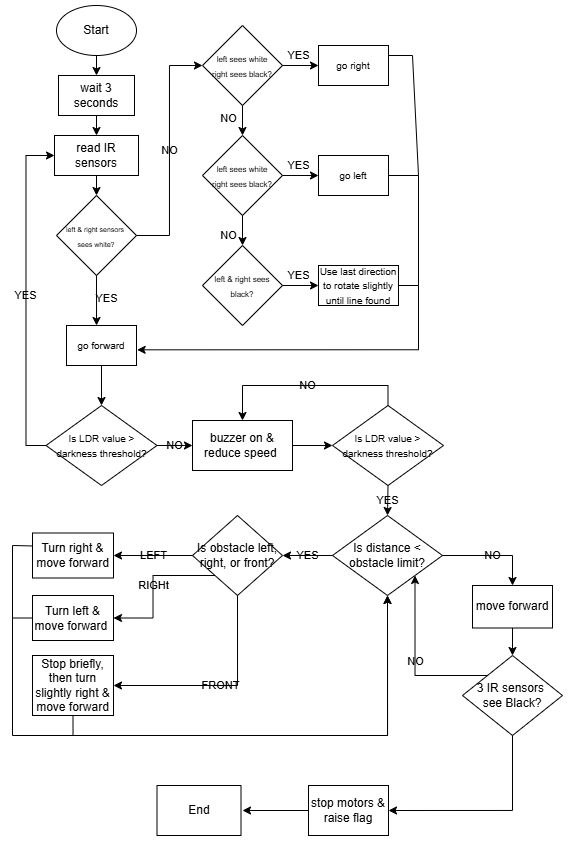 Start
wait 3
seconds
read IR
sensors
left & right sensors
sees white?
YES
NO
YES
go forward
left sees white
right sees black?
YES
go right
NO
left sees white
right sees black?
YES
go left
NO
left & right sees
black?
YES
Use last direction
to rotate slightly
until line found
Is LDR value >
darkness threshold?
NO
buzzer on &
reduce speed
NO
Is LDR value >
darkness threshold?
YES
Is distance <
obstacle limit?
YES
NO
Is obstacle left,
right, or front?
LEFT
Turn right &
move forward
RIGHt
Turn left &
move forward
FRONT
Stop briefly,
then turn
slightly right &
move forward
move forward
NO
3 IR sensors
see Black?
stop motors &
raise flag
End